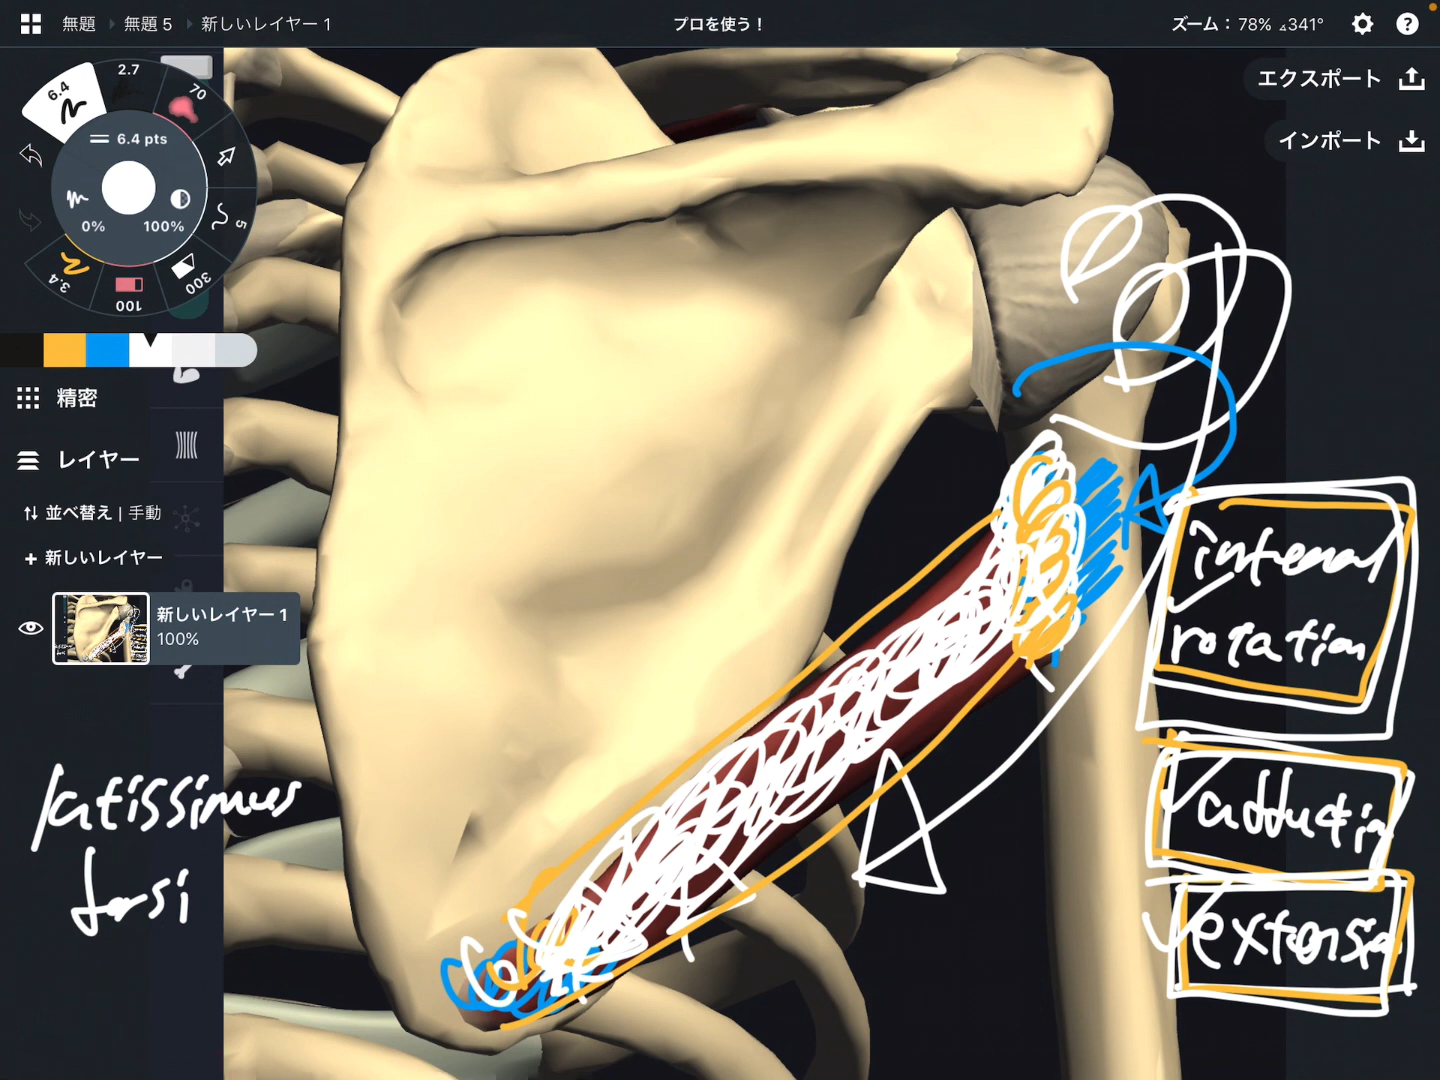 無題
無題 5
新しいレイヤー 1
プロを使う！
ズーム： 78% ⊿341°
エクスポート
インポート
6.4
2.7
70
6.4 pts
0%
100%
5
300
100
3.4
精密
レイヤー
並べ替え | 手動
+ 新しいレイヤー
新しいレイヤー 1
100%
internal
rotation
adduction
extension
latissimus
dorsi